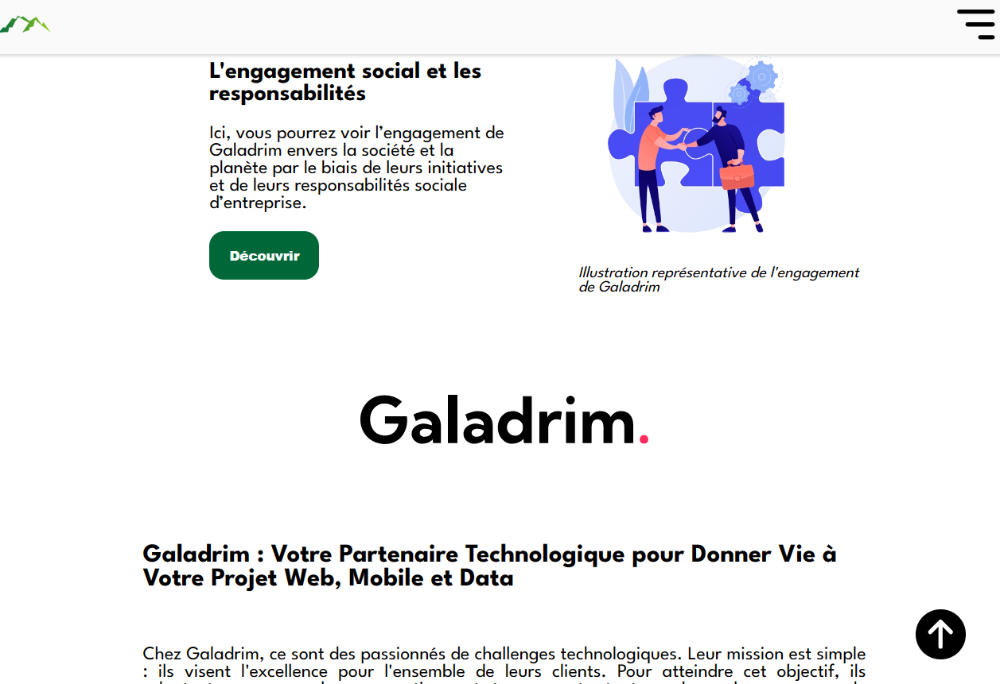 L'engagement social et les
responsabilités
Ici, vous pourrez voir l’engagement de
Galadrim envers la société et la
planète par le biais de leurs initiatives
et de leurs responsabilités sociale
d’entreprise.
Découvrir
Illustration représentative de l'engagement
de Galadrim
Galadrim.
Galadrim : Votre Partenaire Technologique pour Donner Vie à
Votre Projet Web, Mobile et Data
Chez Galadrim, ce sont des passionnés de challenges technologiques. Leur mission est simple
: ils visent l'excellence pour l'ensemble de leurs clients. Pour atteindre cet objectif, ils